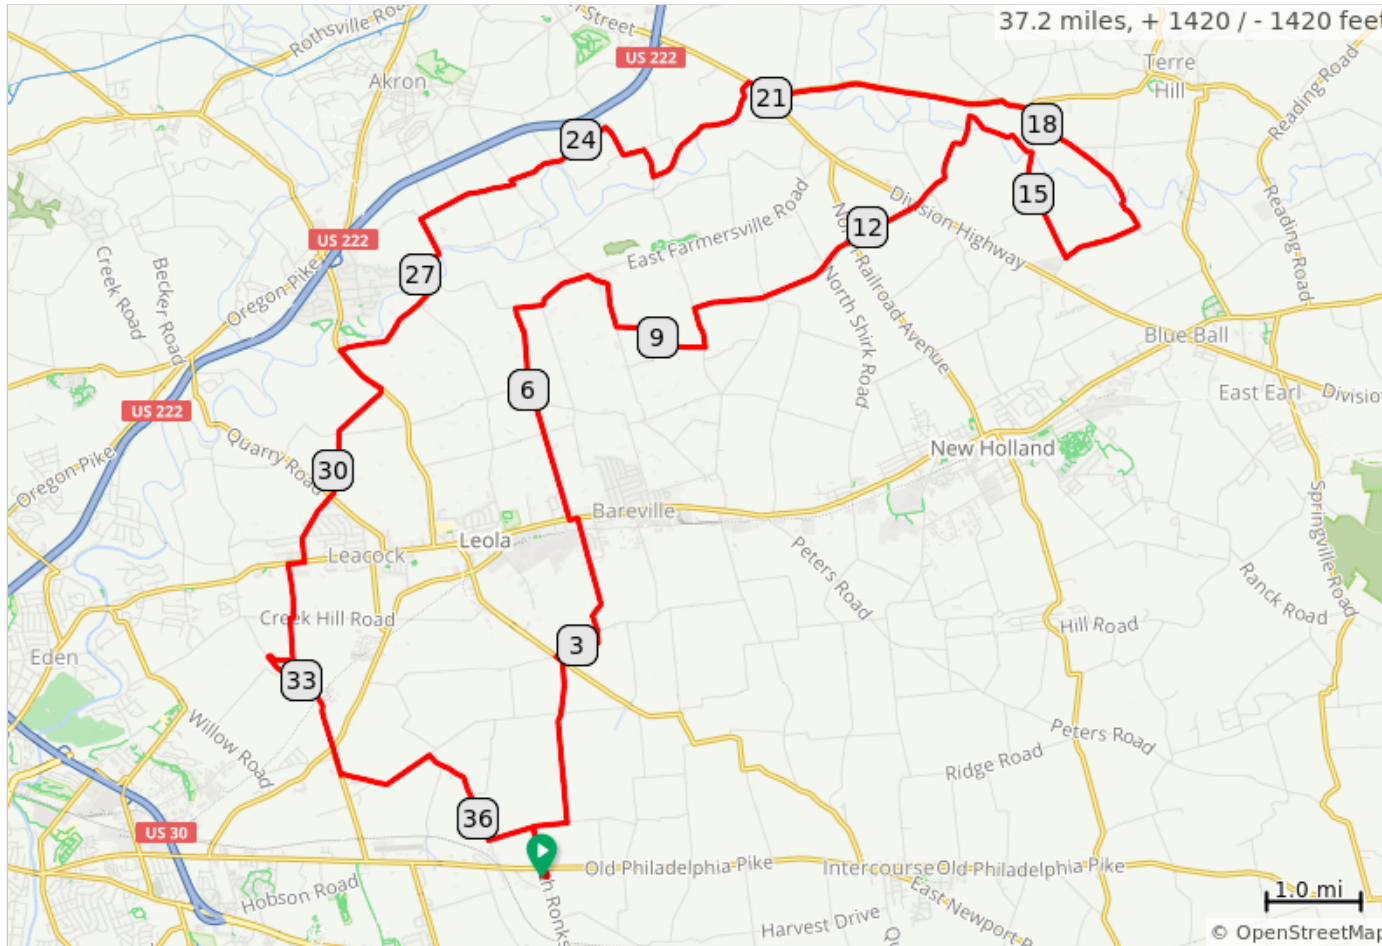 37.2 miles, + 1420 / - 1420 feet
Rothsville Road
Street
US 222
Akron
Terre
Hill
Reading Road
21
24
18
15
12
East Farmersville Road
Division Highway
Reading Road
US 222
Creek Road
Becker Road
Oregon Pike
27
North Shirk Road
North Railroad Avenue
9
Blue Ball
6
US 222
East Earl
Divisio
Quarry Road
Oregon Pike
30
New Holland
Bareville
Leola
Leacock
Peters Road
Springville Road
Ranck Road
Creek Hill Road
Hill Road
3
Eden
33
Willow Road
Peters Road
Ridge Road
36
US 30
Old Philadelphia Pike
Intercourse
Old Philadelphia Pike
Hobson Road
h Ronks
East Newport R
Harvest Drive
1.0 mi
© OpenStreetMap